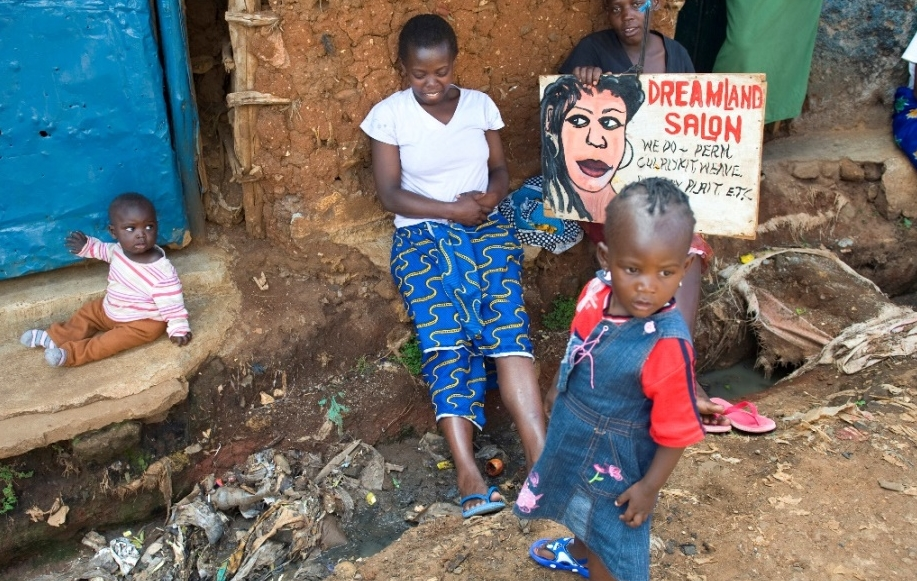 DREAMLAND
SALON
WE DO ~ PERM
WEAVE
PLAIT. ETC